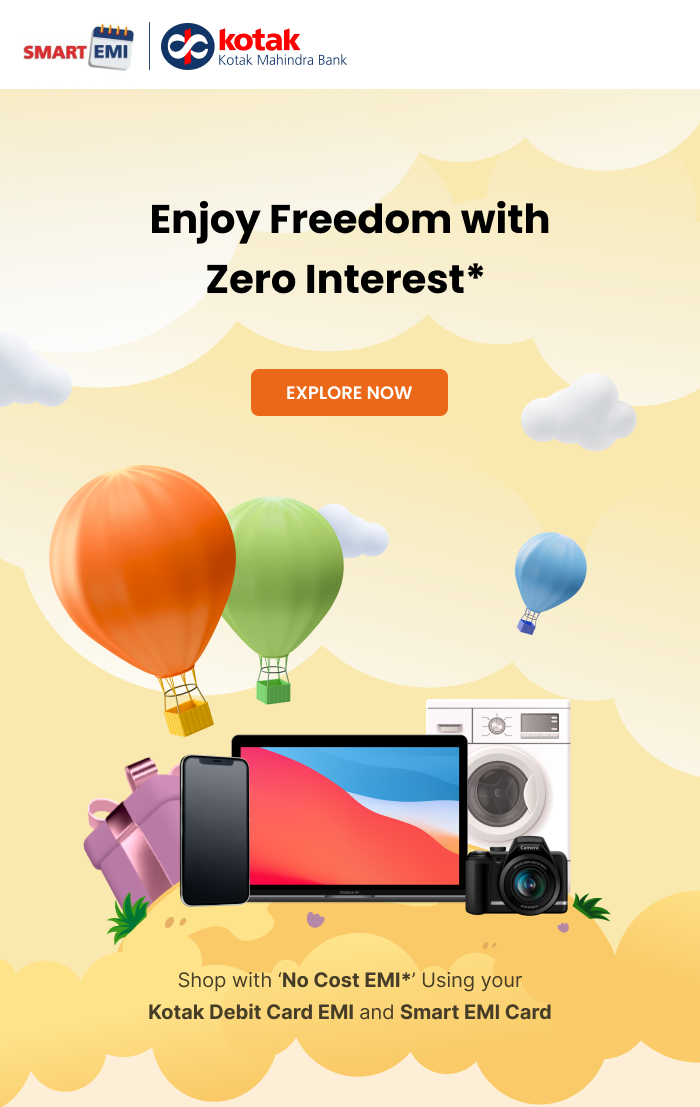 SMART EMI
kotak
Kotak Mahindra Bank
Enjoy Freedom with
Zero Interest*
EXPLORE NOW
Camera
Shop with ‘No Cost EMI*’ Using your
Kotak Debit Card EMI and Smart EMI Card